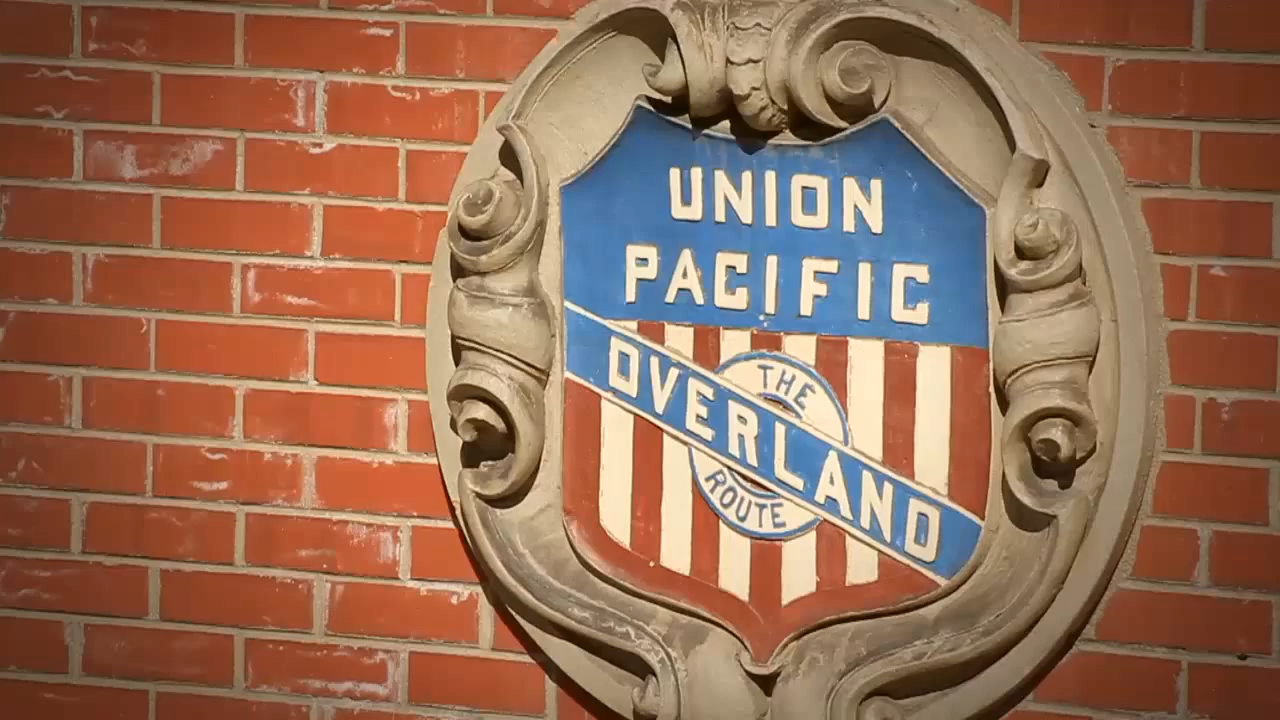 UNION
PACIFIC
THE
OVERLAND
ROUTE